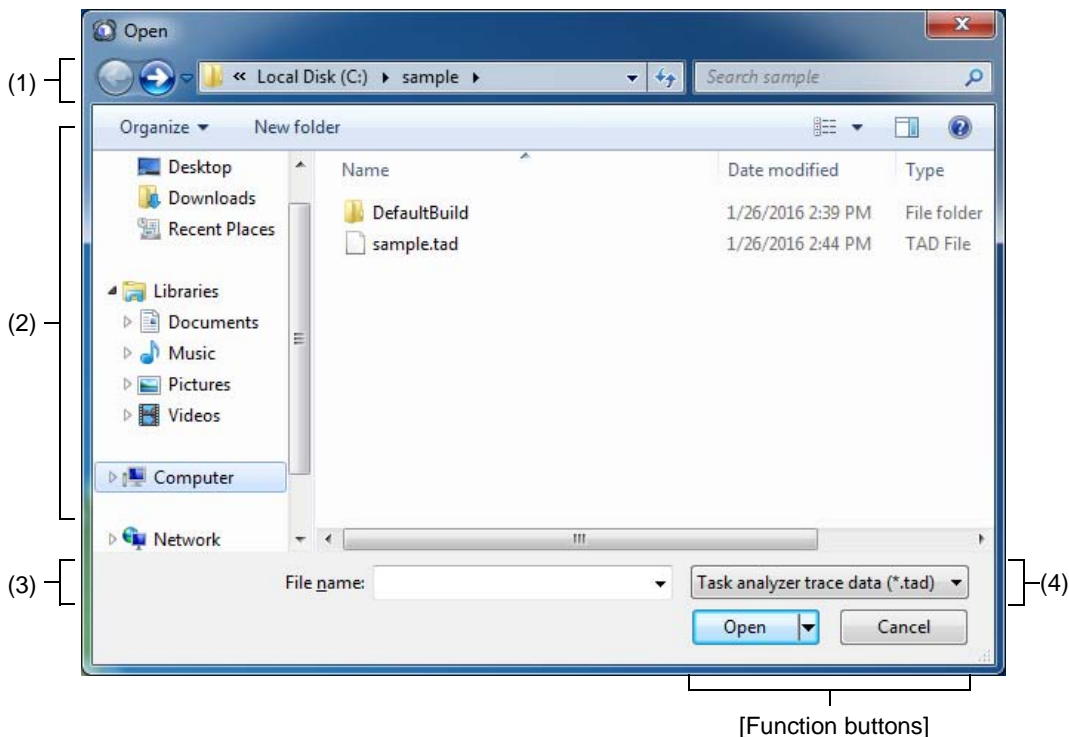 Open
(1)
« Local Disk (C:) ▸ sample ▸
Search sample
Organize ▼ New folder
(2)
Desktop
Downloads
Recent Places
Libraries
Documents
Music
Pictures
Videos
Computer
Network
Name Date modified Type
DefaultBuild 1/26/2016 2:39 PM File folder
sample.tad 1/26/2016 2:44 PM TAD File
(3)
File name:
Task analyzer trace data (*.tad)
(4)
Open Cancel
[Function buttons]